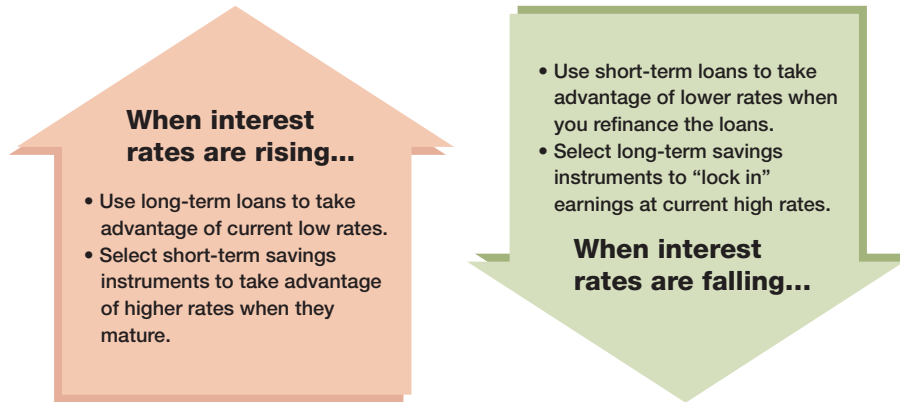 When interest
rates are rising...
• Use long-term loans to take
advantage of current low rates.
• Select short-term savings
instruments to take advantage
of higher rates when they
mature.
• Use short-term loans to take
advantage of lower rates when
you refinance the loans.
• Select long-term savings
instruments to “lock in”
earnings at current high rates.
When interest
rates are falling...